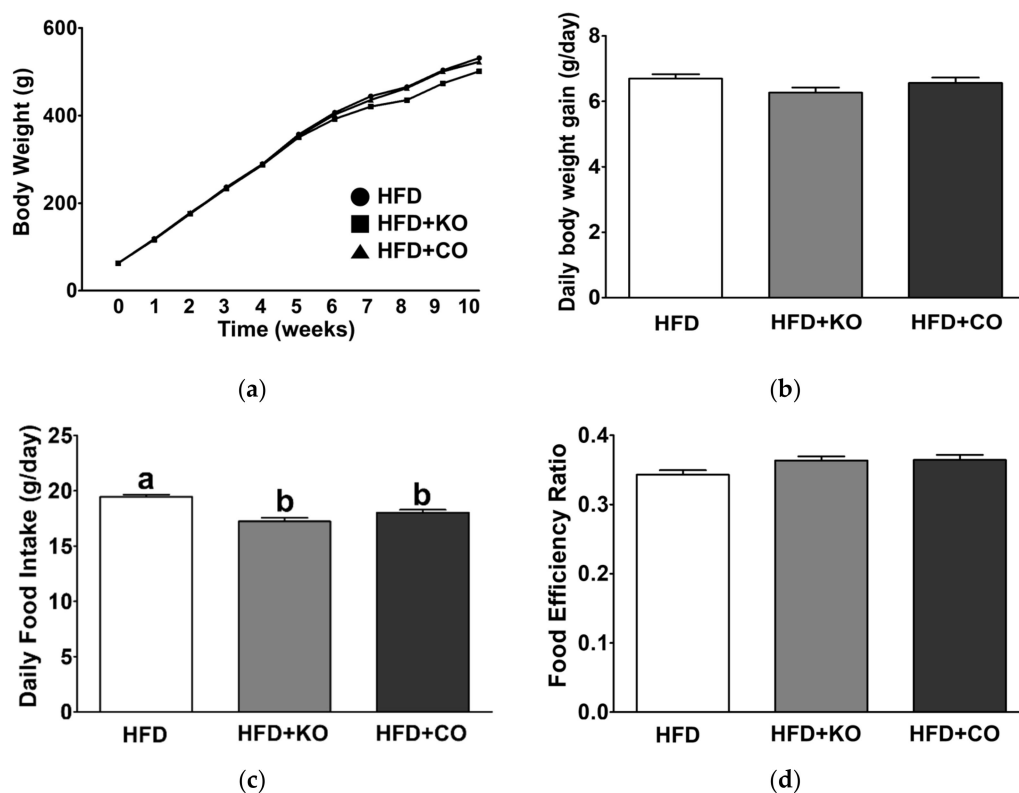 Body Weight (g)
600
400
200
0
0 1 2 3 4 5 6 7 8 9 10
Time (weeks)
HFD
HFD+KO
HFD+CO
(a)
Daily body weight gain (g/day)
8
6
4
2
0
HFD HFD+KO HFD+CO
(b)
Daily Food Intake (g/day)
25
20
15
10
5
0
a b b
HFD HFD+KO HFD+CO
(c)
Food Efficiency Ratio
0.4
0.3
0.2
0.1
0.0
HFD HFD+KO HFD+CO
(d)